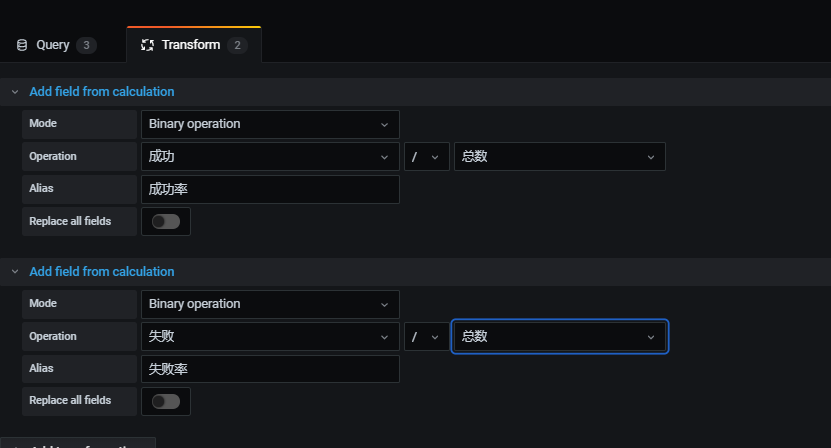 Query 3 Transform 2
Add field from calculation
Mode Binary operation
Operation 成功 / 总数
Alias 成功率
Replace all fields
Add field from calculation
Mode Binary operation
Operation 失败 / 总数
Alias 失败率
Replace all fields